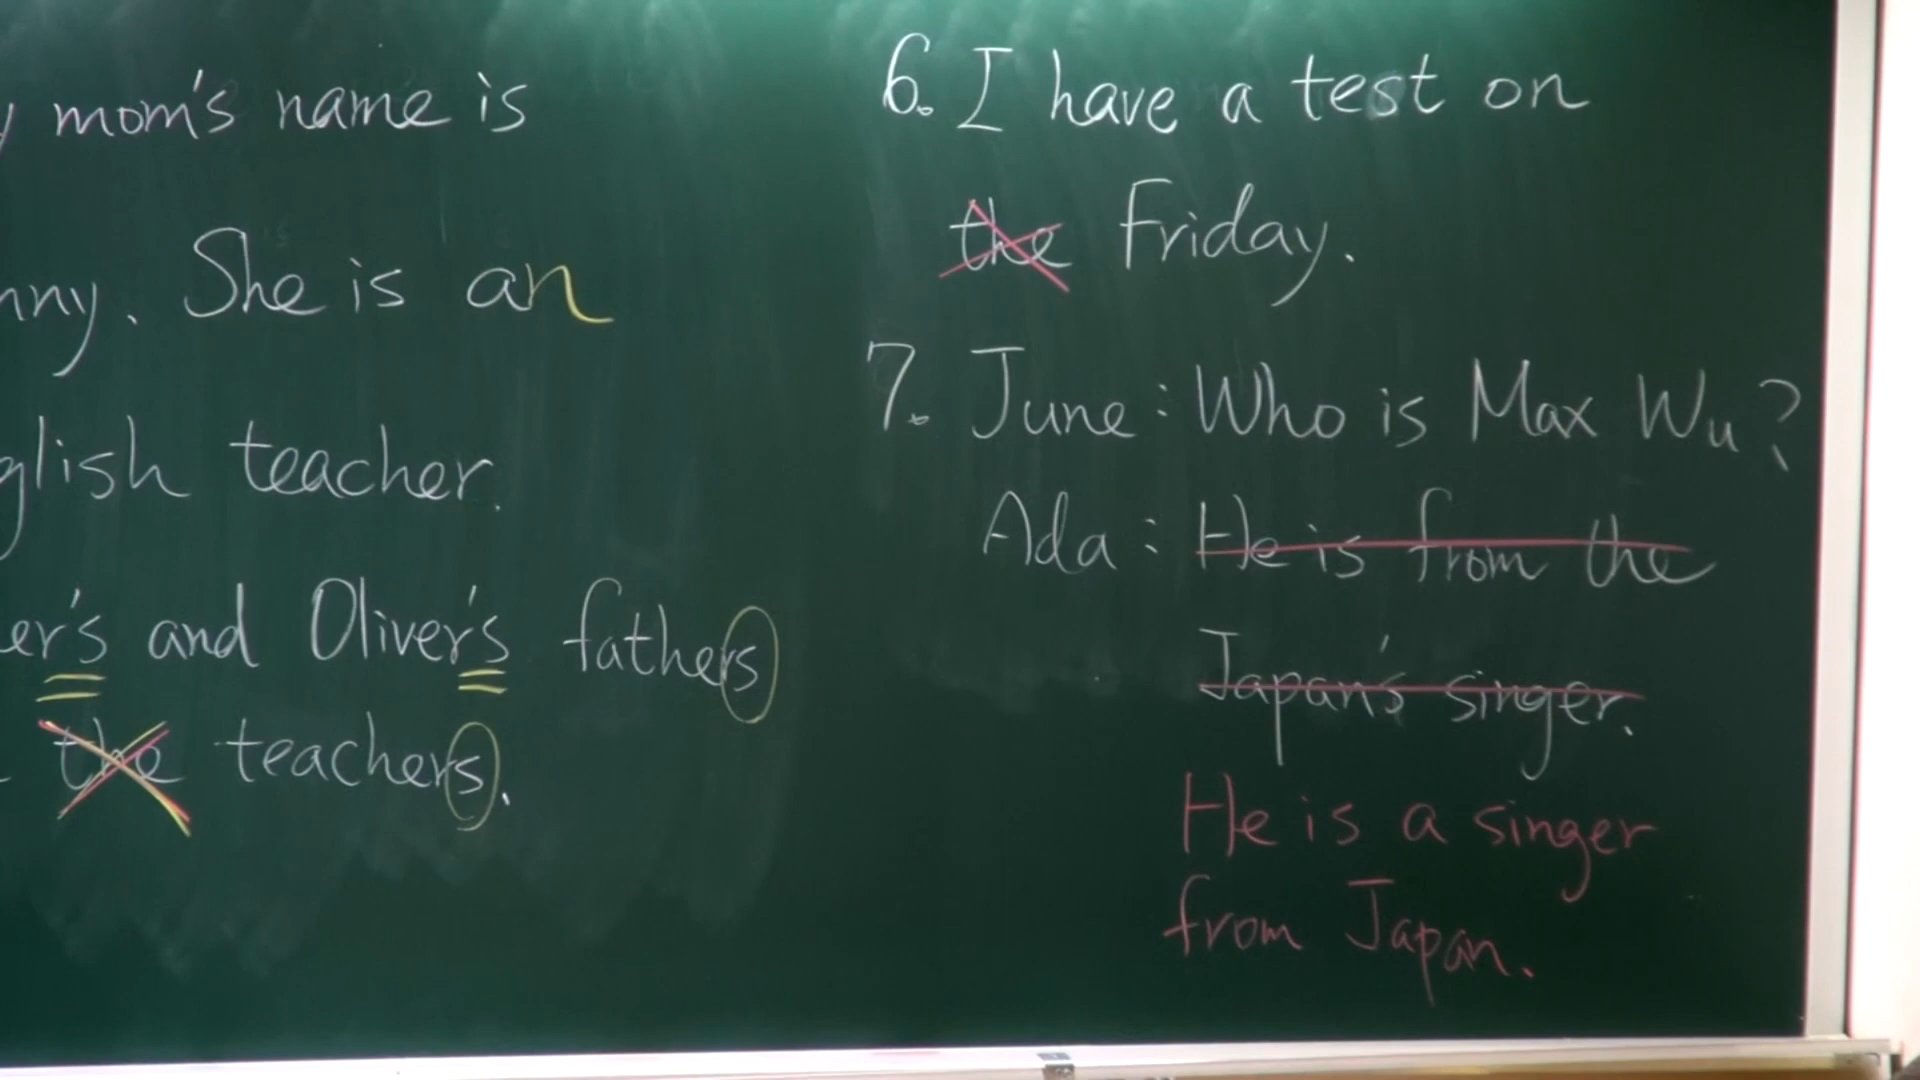 mom's name is
nny. She is an
glish teacher.
er's and Oliver's fathers
the teachers.
6. I have a test on
the Friday.
7. June: Who is Max Wu?
Ada: He is from the
Japan's singer.
He is a singer
from Japan.